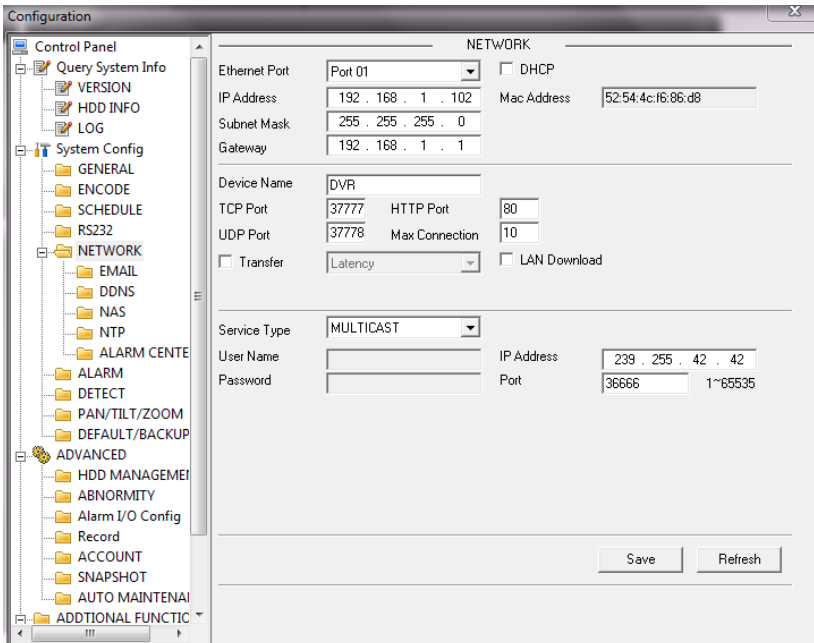 Configuration
Control Panel
Query System Info
VERSION
HDD INFO
LOG
System Config
GENERAL
ENCODE
SCHEDULE
RS232
NETWORK
EMAIL
DDNS
NAS
NTP
ALARM CENTE
ALARM
DETECT
PAN/TILT/ZOOM
DEFAULT/BACKUP
ADVANCED
HDD MANAGEMEI
ABNORMITY
Alarm I/O Config
Record
ACCOUNT
SNAPSHOT
AUTO MAINTENAI
ADDTIONAL FUNCTIC
NETWORK
Ethernet Port Port 01 DHCP
IP Address 192 . 168 . 1 . 102 Mac Address 52:54:4c:f6:86:d8
Subnet Mask 255 . 255 . 255 . 0
Gateway 192 . 168 . 1 . 1
Device Name DVR
TCP Port 37777 HTTP Port 80
UDP Port 37778 Max Connection 10
Transfer Latency LAN Download
Service Type MULTICAST
User Name IP Address 239 . 255 . 42 . 42
Password Port 36666 1~65535
Save Refresh